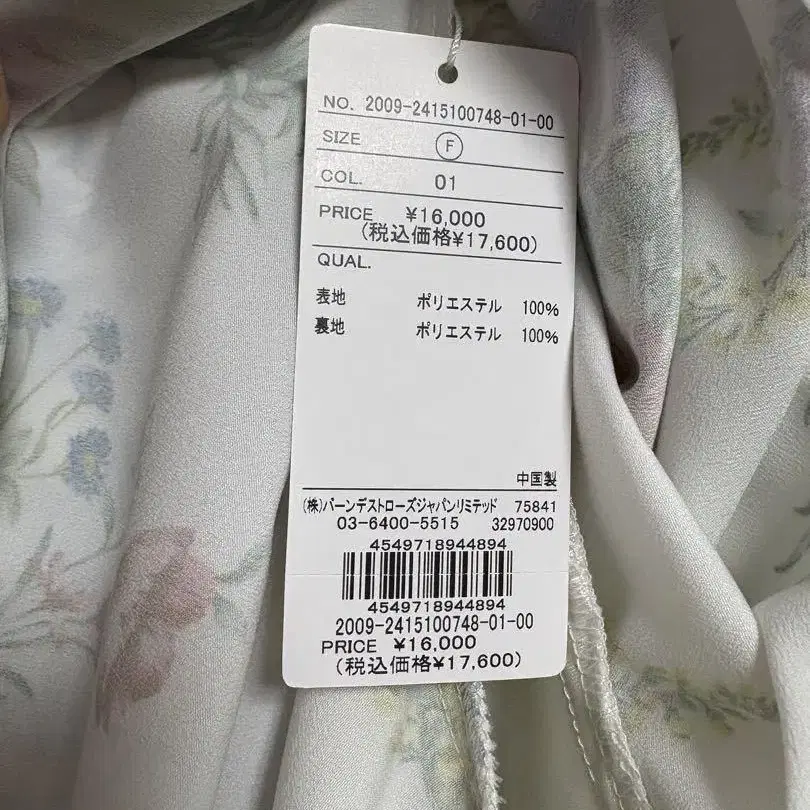 NO. 2009-2415100748-01-00
SIZE Ⓕ
COL. 01
PRICE ¥16,000
(税込価格¥17,600)
QUAL.
表地 ポリエステル 100%
裏地 ポリエステル 100%
中国製
(株)バーンデストローズジャパンリミテッド 75841
03-6400-5515 32970900
4549718944894
4549718944894
2009-2415100748-01-00
PRICE ¥16,000
(税込価格¥17,600)